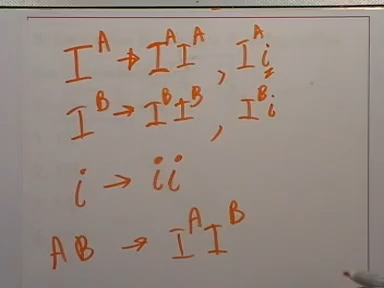 I^A → I^A I^A, I^A i
I^B → I^B I^B, I^B i
i → ii
AB → I^A I^B